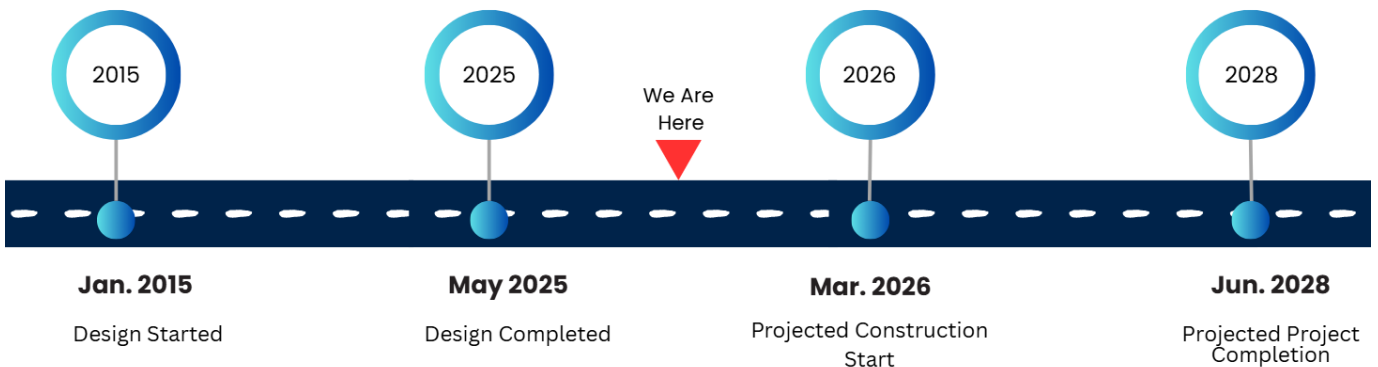 2015
2025
We Are
Here
2026
2028
Jan. 2015
May 2025
Mar. 2026
Jun. 2028
Design Started
Design Completed
Projected Construction
Start
Projected Project
Completion